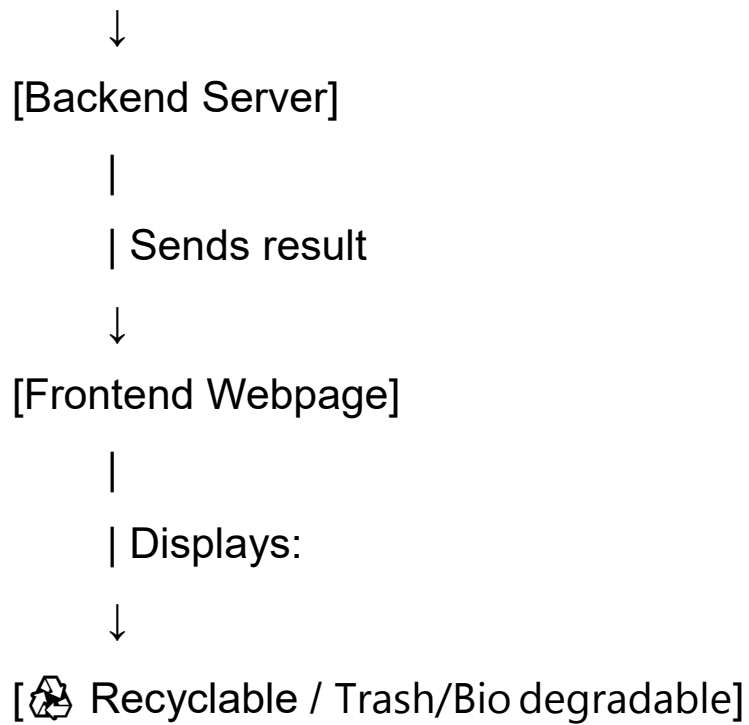 ↓
[Backend Server]
|
| Sends result
↓
[Frontend Webpage]
|
| Displays:
↓
[♲ Recyclable / Trash/Bio degradable]